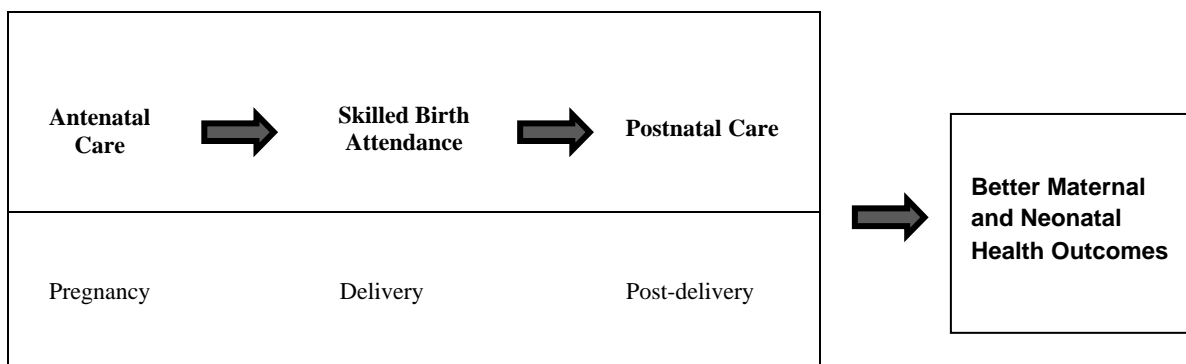 Antenatal
Care
Skilled Birth
Attendance
Postnatal Care
Pregnancy
Delivery
Post-delivery
Better Maternal
and Neonatal
Health Outcomes